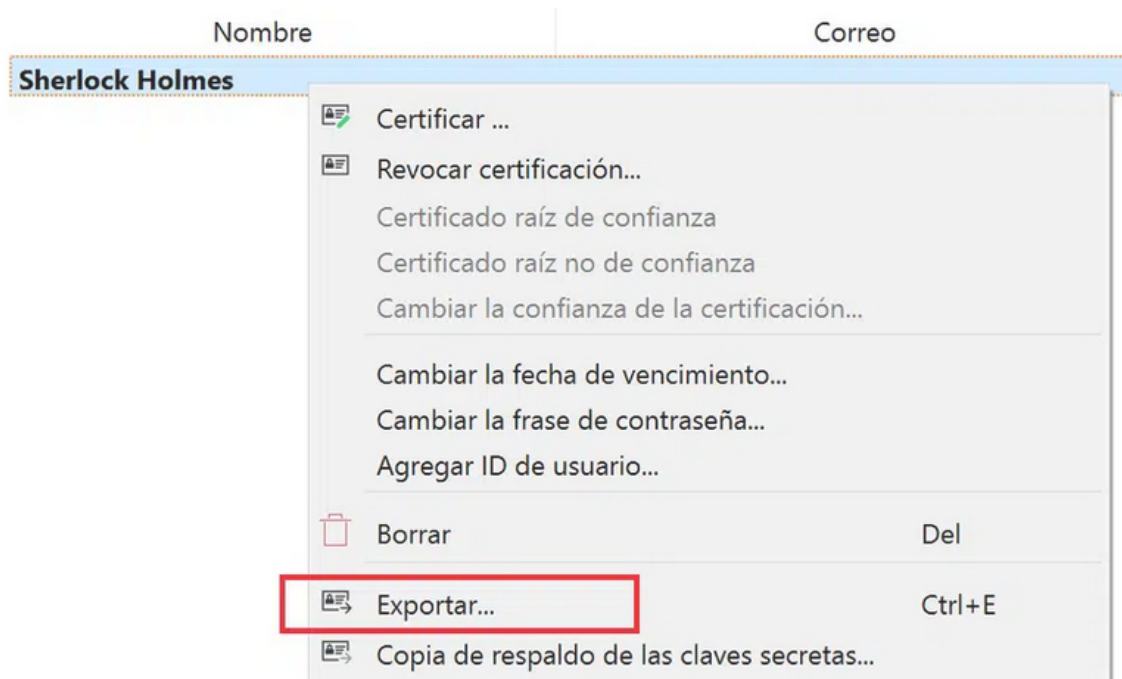 Nombre Correo
Sherlock Holmes
Certificar ...
Revocar certificación...
Certificado raíz de confianza
Certificado raíz no de confianza
Cambiar la confianza de la certificación...
Cambiar la fecha de vencimiento...
Cambiar la frase de contraseña...
Agregar ID de usuario...
Borrar Del
Exportar... Ctrl+E
Copia de respaldo de las claves secretas...